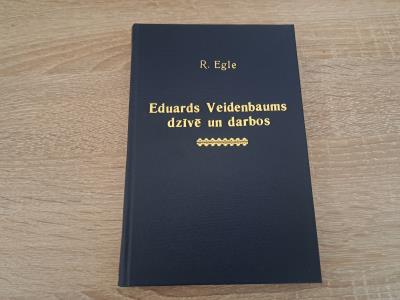 R. Egle
Eduards Veidenbaums
dzīvē un darbos